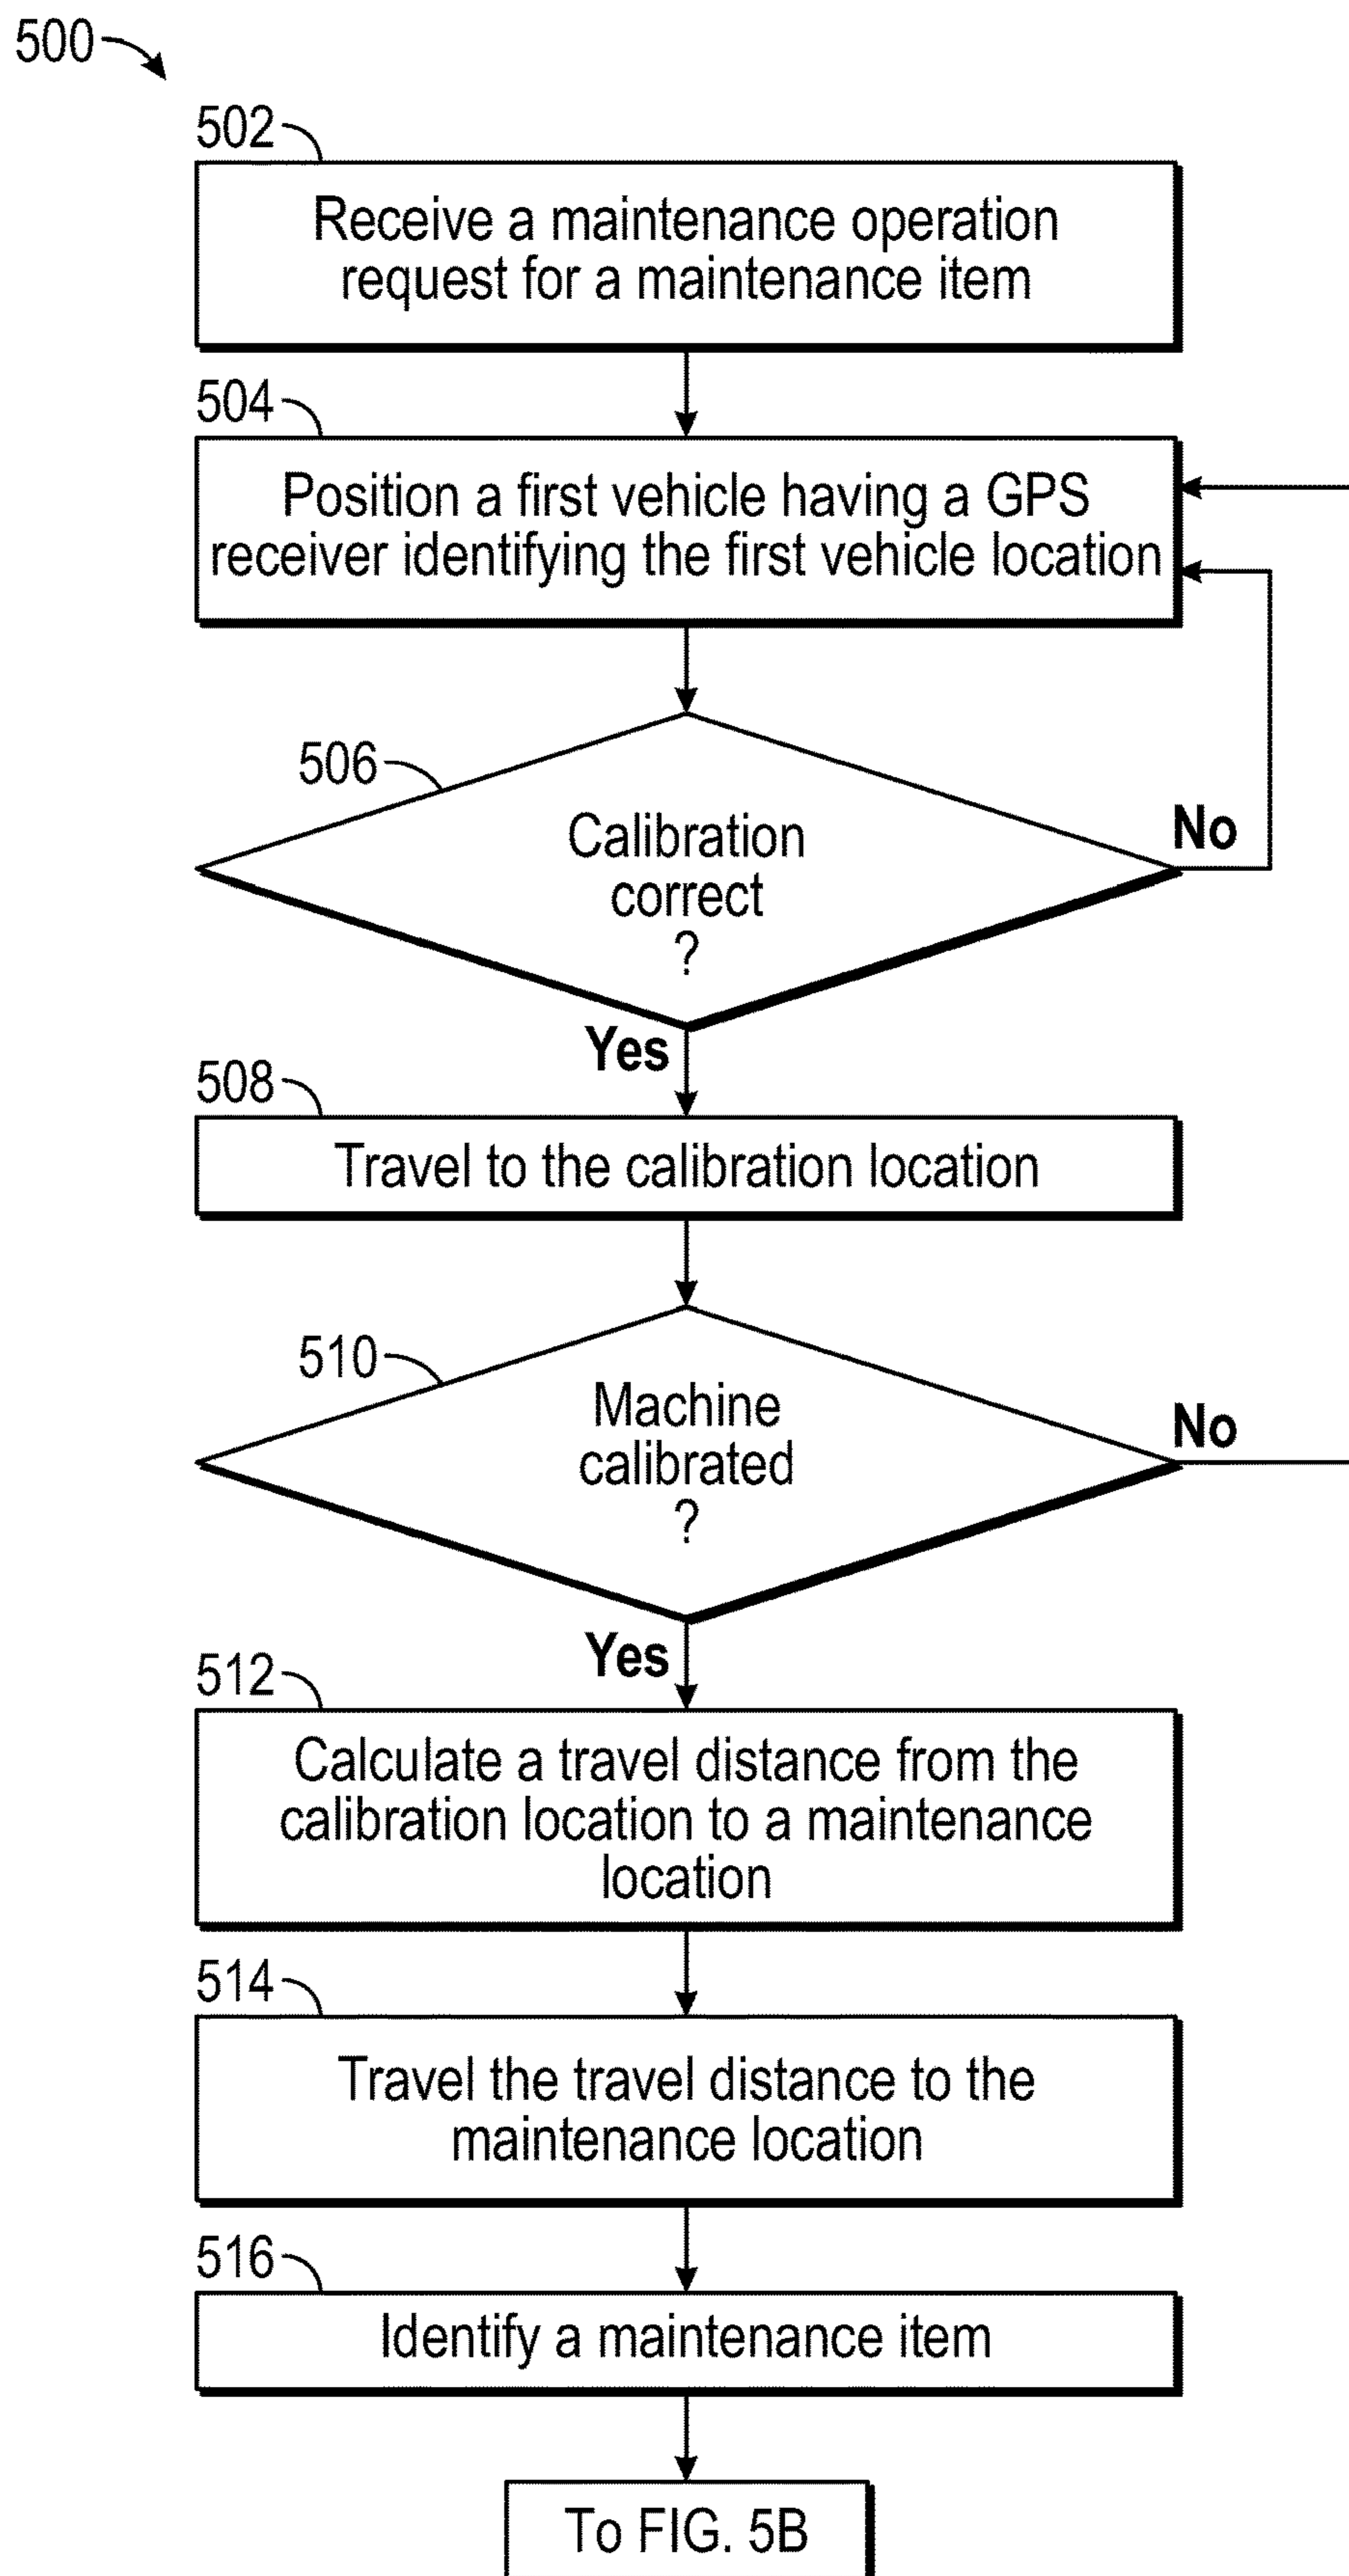 500
502
Receive a maintenance operation
request for a maintenance item
504
Position a first vehicle having a GPS
receiver identifying the first vehicle location
506
Calibration
correct
?
No
Yes
508
Travel to the calibration location
510
Machine
calibrated
?
No
Yes
512
Calculate a travel distance from the
calibration location to a maintenance
location
514
Travel the travel distance to the
maintenance location
516
Identify a maintenance item
To FIG. 5B